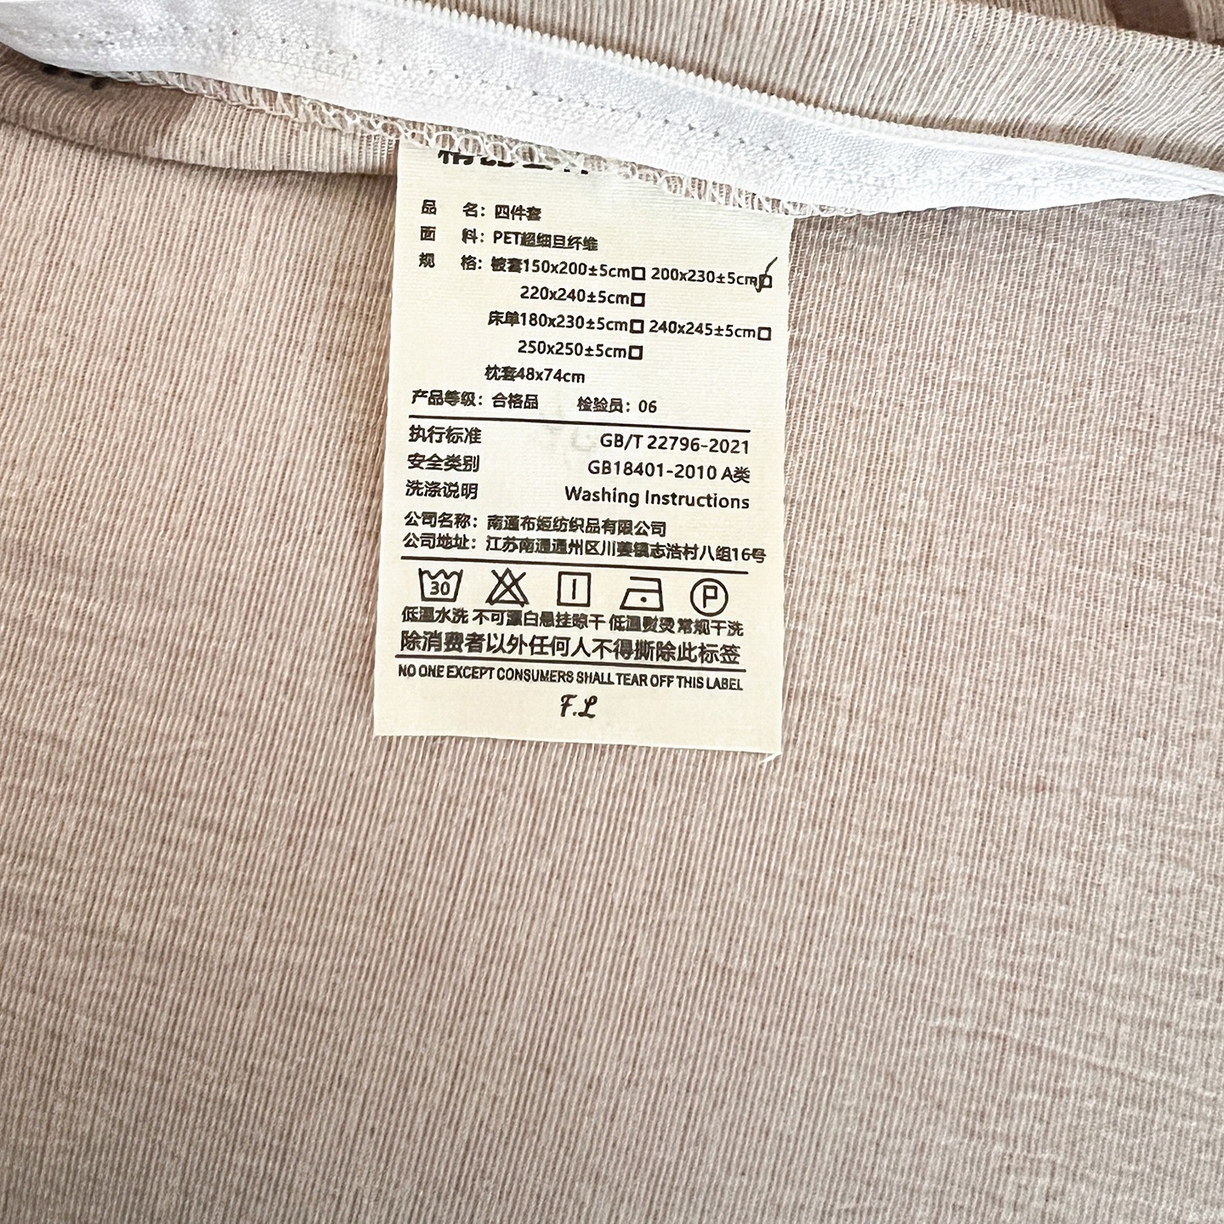 品 名：四件套
面 料：PET超细旦纤维
规 格：被套150x200±5cm□ 200x230±5cm□
220x240±5cm□
床单180x230±5cm□ 240x245±5cm□
250x250±5cm□
枕套48x74cm
产品等级：合格品 检验员：06
执行标准 GB/T 22796-2021
安全类别 GB18401-2010 A类
洗涤说明 Washing Instructions
公司名称：南通布姬纺织品有限公司
公司地址：江苏南通通州区川姜镇志浩村八组16号
30 P
低温水洗 不可漂白悬挂晾干 低温熨烫 常规干洗
除消费者以外任何人不得撕除此标签
NO ONE EXCEPT CONSUMERS SHALL TEAR OFF THIS LABEL
F.L